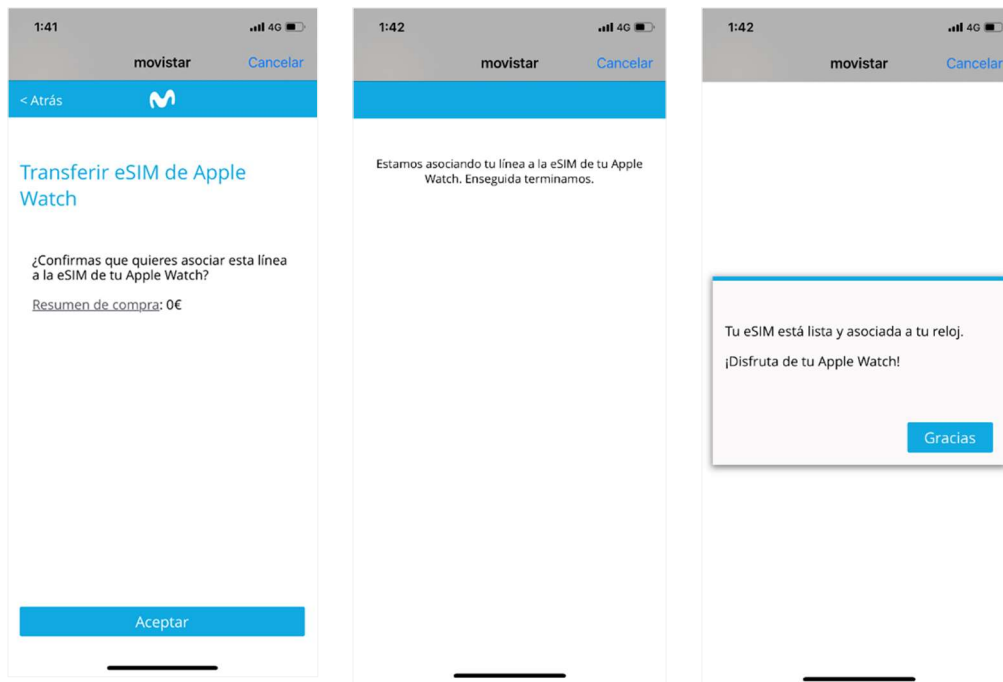 1:41
4G
movistar
Cancelar
< Atrás
Transferir eSIM de Apple
Watch
¿Confirmas que quieres asociar esta línea
a la eSIM de tu Apple Watch?
Resumen de compra: 0€
Aceptar
1:42
4G
movistar
Cancelar
Estamos asociando tu línea a la eSIM de tu Apple
Watch. Enseguida terminamos.
1:42
4G
movistar
Cancelar
Tu eSIM está lista y asociada a tu reloj.
¡Disfruta de tu Apple Watch!
Gracias